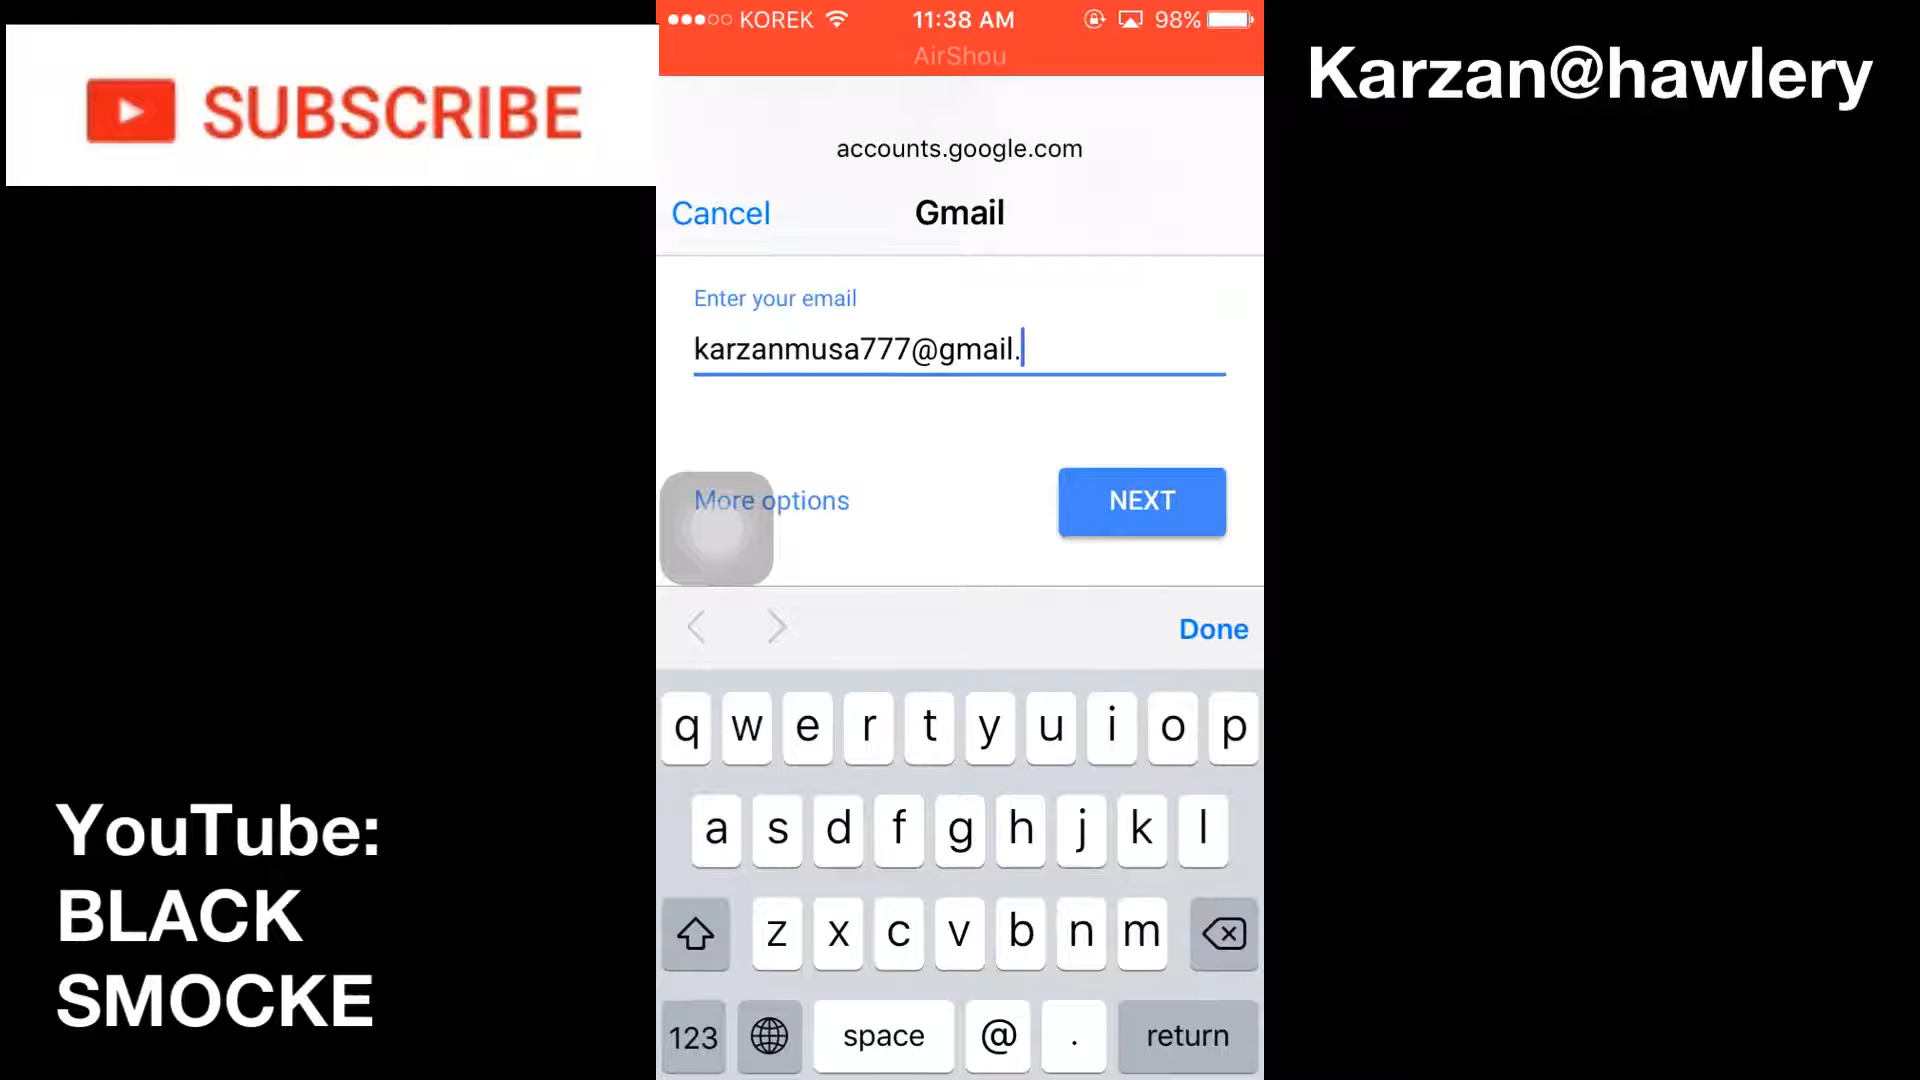 SUBSCRIBE
KOREK 11:38 AM 98%
AirShou
Karzan@hawlery
accounts.google.com
Cancel Gmail
Enter your email
karzanmusa777@gmail.
More options NEXT
Done
q w e r t y u i o p
a s d f g h j k l
z x c v b n m
123 space @ . return
YouTube:
BLACK
SMOCKE